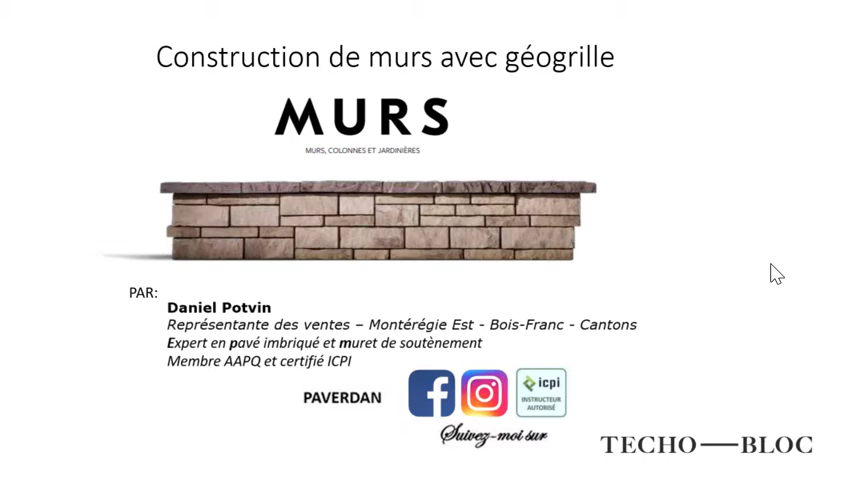 Construction de murs avec géogrille
MURS
MURS, COLONNES ET JARDINIÈRES
PAR:
Daniel Potvin
Représentante des ventes – Montérégie Est - Bois-Franc - Cantons
Expert en pavé imbriqué et muret de soutènement
Membre AAPQ et certifié ICPI
PAVERDAN
icpi
INSTRUCTEUR
AUTORISÉ
Suivez-moi sur
TECHO—BLOC